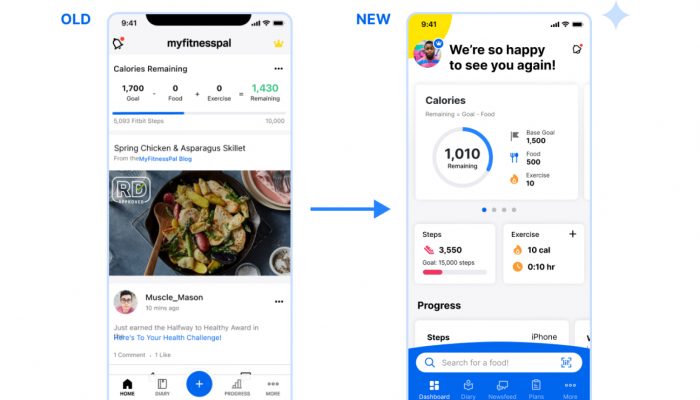 OLD
9:41
myfitnesspal
Calories Remaining
1,700 - 0 + 0 = 1,430
Goal Food Exercise Remaining
5,093 Fitbit Steps 10,000
Spring Chicken & Asparagus Skillet
From the MyFitnessPal Blog
RD
APPROVED
Muscle_Mason
10 mins ago
Just earned the Halfway to Healthy Award in
Here's To Your Health Challenge!
1 Comment • 1 Like
HOME DIARY PROGRESS MORE
NEW
9:41
We're so happy
to see you again!
Calories
Remaining = Goal - Food
1,010
Remaining
Base Goal
1,500
Food
500
Exercise
10
Steps
3,550
Goal: 15,000 steps
Exercise +
10 cal
0:10 hr
Progress
Steps iPhone
Search for a food!
Dashboard Diary Newsfeed Plans More